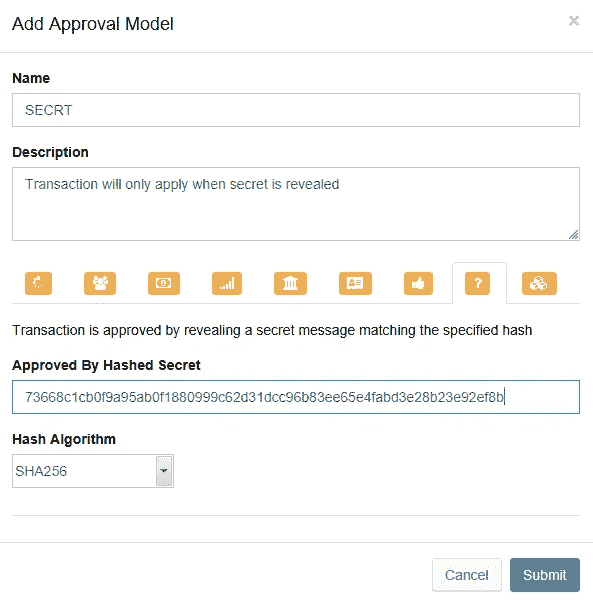 Add Approval Model
×
Name
SECRT
Description
Transaction will only apply when secret is revealed
?
Transaction is approved by revealing a secret message matching the specified hash
Approved By Hashed Secret
73668c1cb0f9a95ab0f1880999c62d31dcc96b83ee65e4fabd3e28b23e92ef8b
Hash Algorithm
SHA256
Cancel
Submit